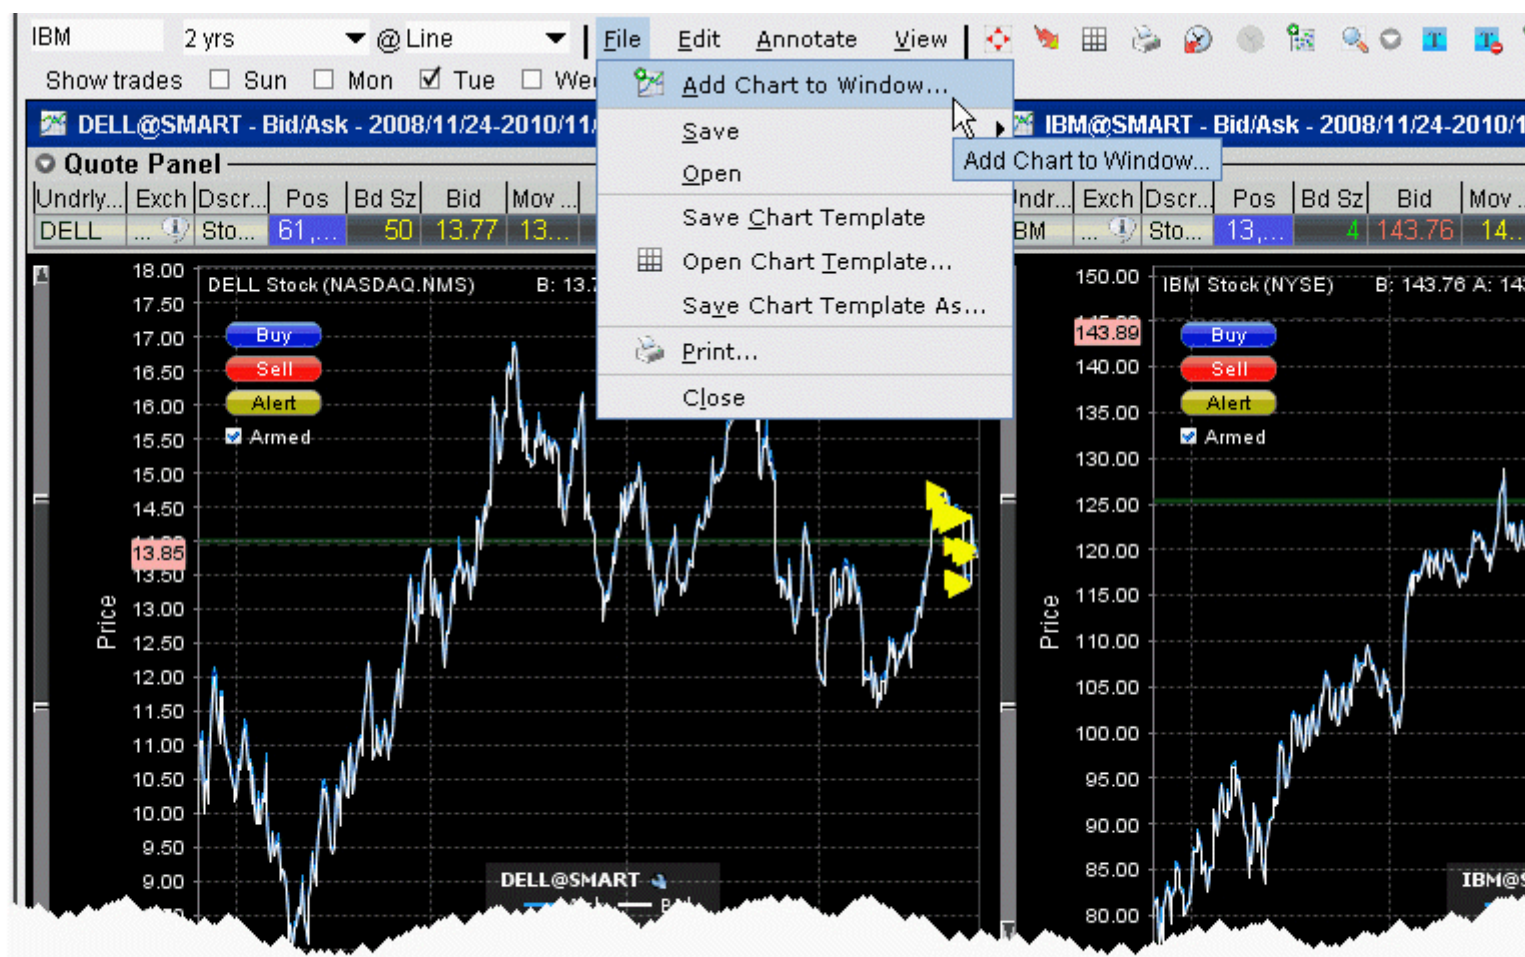 IBM 2 yrs @ Line File Edit Annotate View
Show trades Sun Mon Tue
Add Chart to Window...
Save
Open
Save Chart Template
Open Chart Template...
Save Chart Template As...
Print...
Close
Add Chart to Window...
DELL@SMART - Bid/Ask - 2008/11/24-2010/11/
Quote Panel
Undrly... Exch Dscr... Pos Bd Sz Bid Mov ...
DELL ... Sto... 61,... 50 13.77 13...
18.00
DELL Stock (NASDAQ.NMS) B: 13.
17.50
17.00
16.50
16.00
15.50
15.00
14.50
13.85
13.50
13.00
12.50
12.00
11.50
11.00
10.50
10.00
9.50
9.00
Buy
Sell
Alert
Armed
Price
DELL@SMART
IBM@SMART - Bid/Ask - 2008/11/24-2010/1
Exch Dscr... Pos Bd Sz Bid Mov
... Sto... 13,... 4 143.76 14...
150.00
IBM Stock (NYSE) B: 143.76 A: 14
143.89
140.00
135.00
130.00
125.00
120.00
115.00
110.00
105.00
100.00
95.00
90.00
85.00
80.00
Buy
Sell
Alert
Armed
Price
IBM@